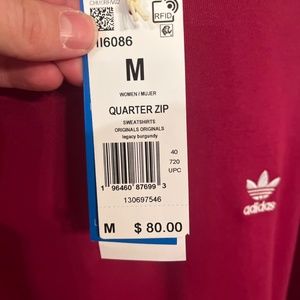 RFID
II6086
M
WOMEN / MUJER
QUARTER ZIP
SWEATSHIRTS
ORIGINALS ORIGINALS
legacy burgundy
40
720
UPC
1 96460 87699 3
130697546
M $ 80.00
adidas